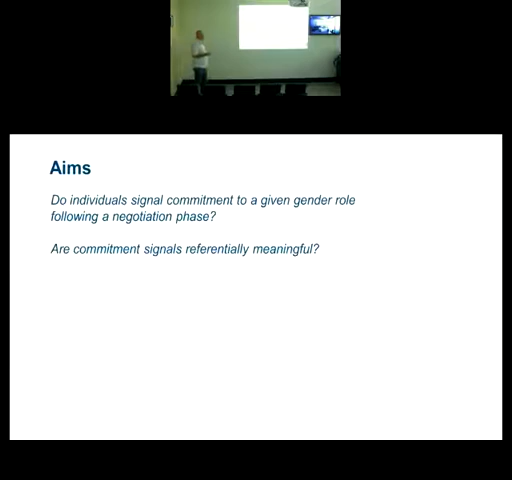 Aims
Do individuals signal commitment to a given gender role
following a negotiation phase?
Are commitment signals referentially meaningful?